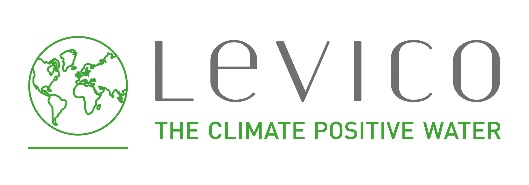 LeVICO
THE CLIMATE POSITIVE WATER